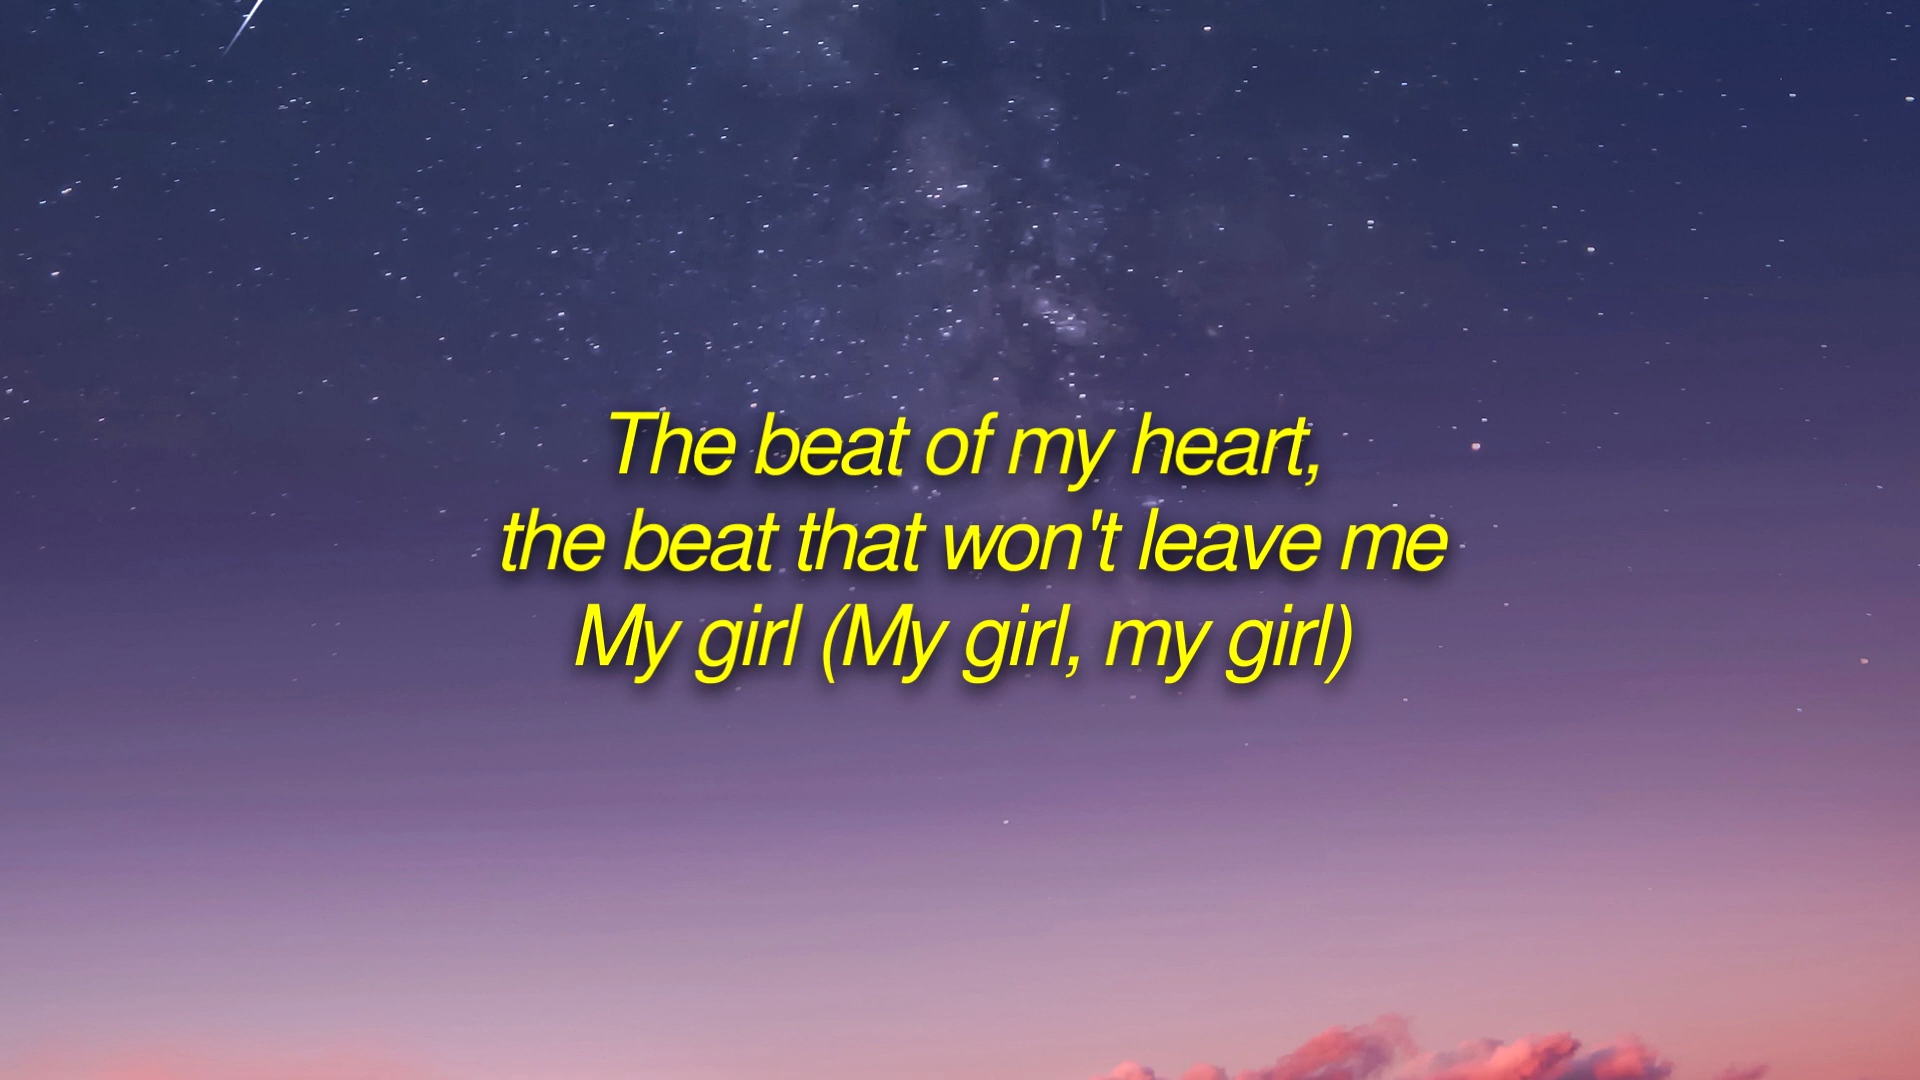 The beat of my heart,
the beat that won't leave me
My girl (My girl, my girl)